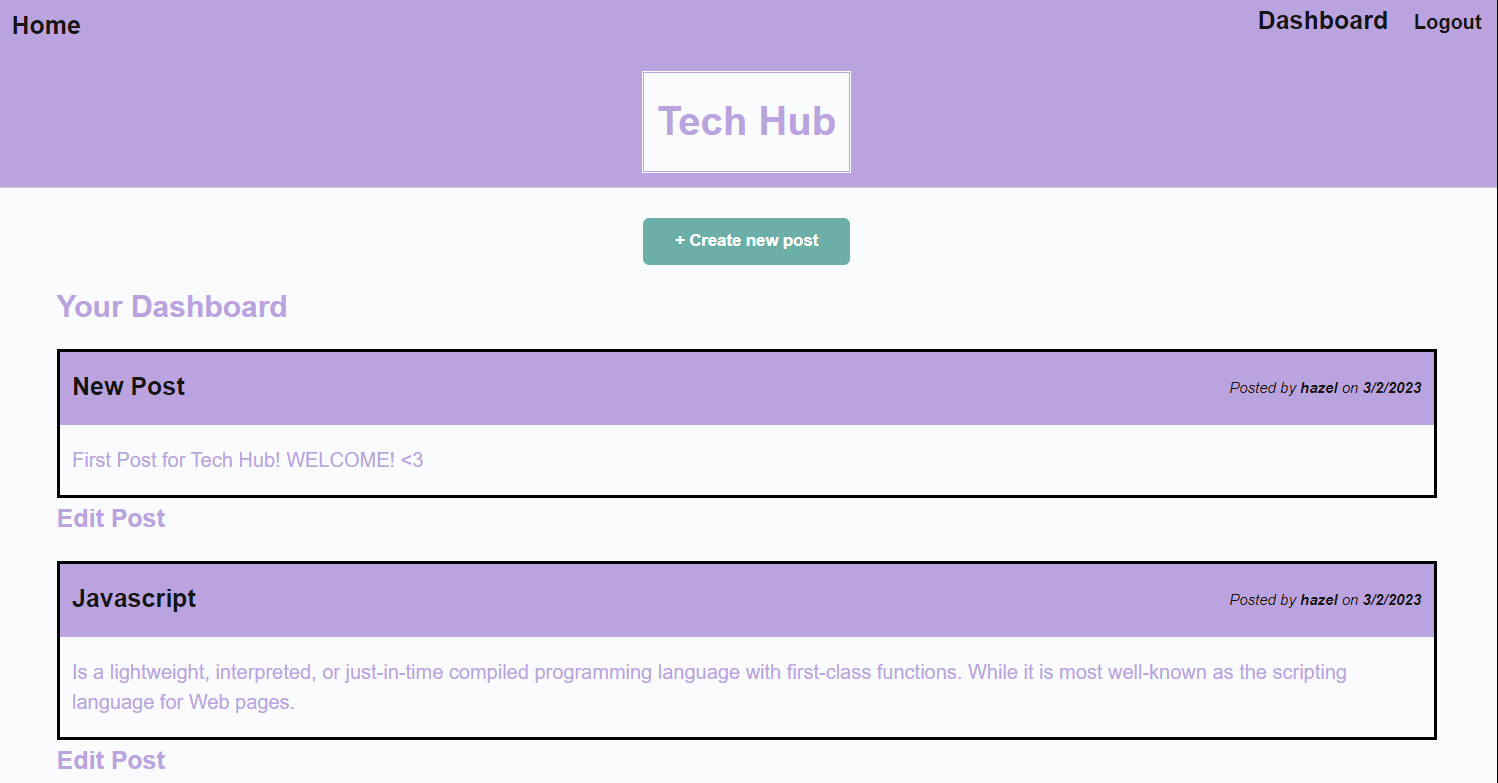 Home
Dashboard
Logout
Tech Hub
+ Create new post
Your Dashboard
New Post
Posted by hazel on 3/2/2023
First Post for Tech Hub! WELCOME! <3
Edit Post
Javascript
Posted by hazel on 3/2/2023
Is a lightweight, interpreted, or just-in-time compiled programming language with first-class functions. While it is most well-known as the scripting
language for Web pages.
Edit Post